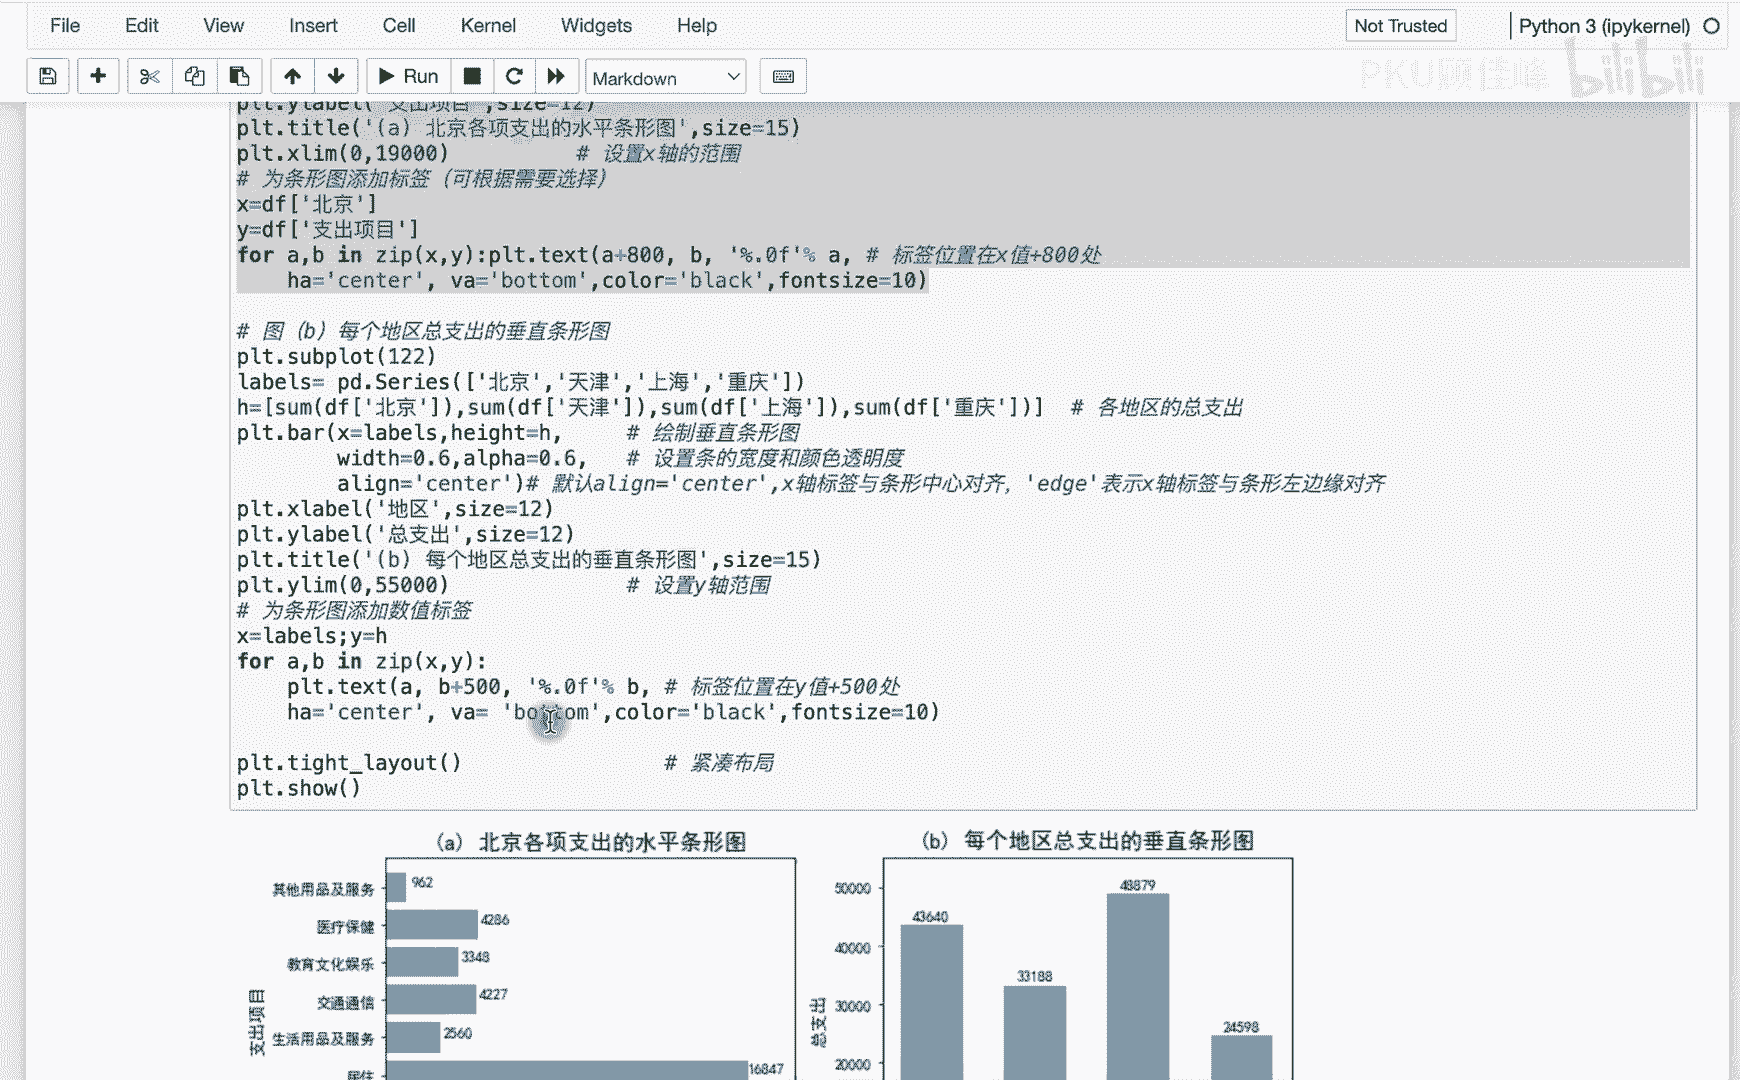 File Edit View Insert Cell Kernel Widgets Help Not Trusted Python 3 (ipykernel)
PKU顾佳峰 bilibili
Run Markdown
plt.ylabel('支出项目',size=12)
plt.title('(a) 北京各项支出的水平条形图',size=15)
plt.xlim(0,19000) # 设置x轴的范围
# 为条形图添加标签（可根据需要选择）
x=df['北京']
y=df['支出项目']
for a,b in zip(x,y):plt.text(a+800, b, '%.0f'% a, # 标签位置在x值+800处
ha='center', va='bottom',color='black',fontsize=10)
# 图（b）每个地区总支出的垂直条形图
plt.subplot(122)
labels= pd.Series(['北京','天津','上海','重庆'])
h=[sum(df['北京']),sum(df['天津']),sum(df['上海']),sum(df['重庆'])] # 各地区的总支出
plt.bar(x=labels,height=h, # 绘制垂直条形图
width=0.6,alpha=0.6, # 设置条的宽度和颜色透明度
align='center')# 默认align='center',x轴标签与条形中心对齐，'edge'表示x轴标签与条形左边缘对齐
plt.xlabel('地区',size=12)
plt.ylabel('总支出',size=12)
plt.title('(b) 每个地区总支出的垂直条形图',size=15)
plt.ylim(0,55000) # 设置y轴范围
# 为条形图添加数值标签
x=labels;y=h
for a,b in zip(x,y):
plt.text(a, b+500, '%.0f'% b, # 标签位置在y值+500处
ha='center', va= 'bottom',color='black',fontsize=10)
plt.tight_layout() # 紧凑布局
plt.show()
(a) 北京各项支出的水平条形图
其他用品及服务 962
医疗保健 4286
教育文化娱乐 3348
交通通信 4227
生活用品及服务 2560
居住 16847
支出项目
(b) 每个地区总支出的垂直条形图
50000
40000
30000
20000
总支出
43640
33188
48879
24598